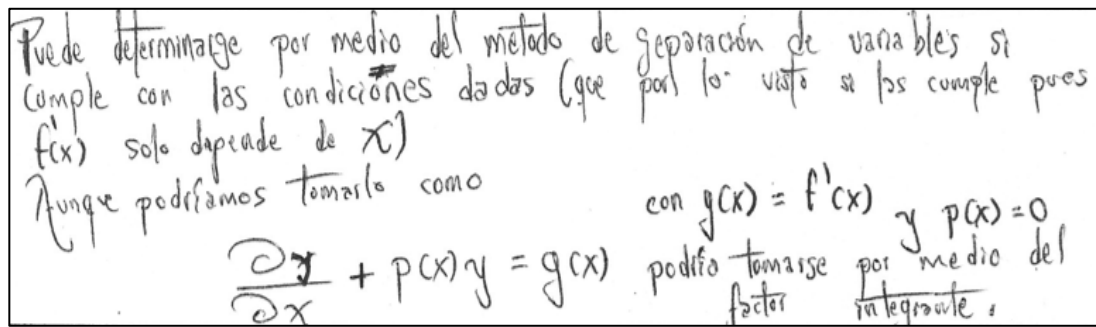 Puede determinarse por medio del método de separación de variables si
cumple con las condiciones dadas (que por lo visto si las cumple pues
f'(x) solo depende de x)
Aunque podríamos tomarlo como
con g(x) = f'(x) y p(x) = 0
∂y/∂x + p(x)y = g(x) podría tomarse por medio del
factor integrante.